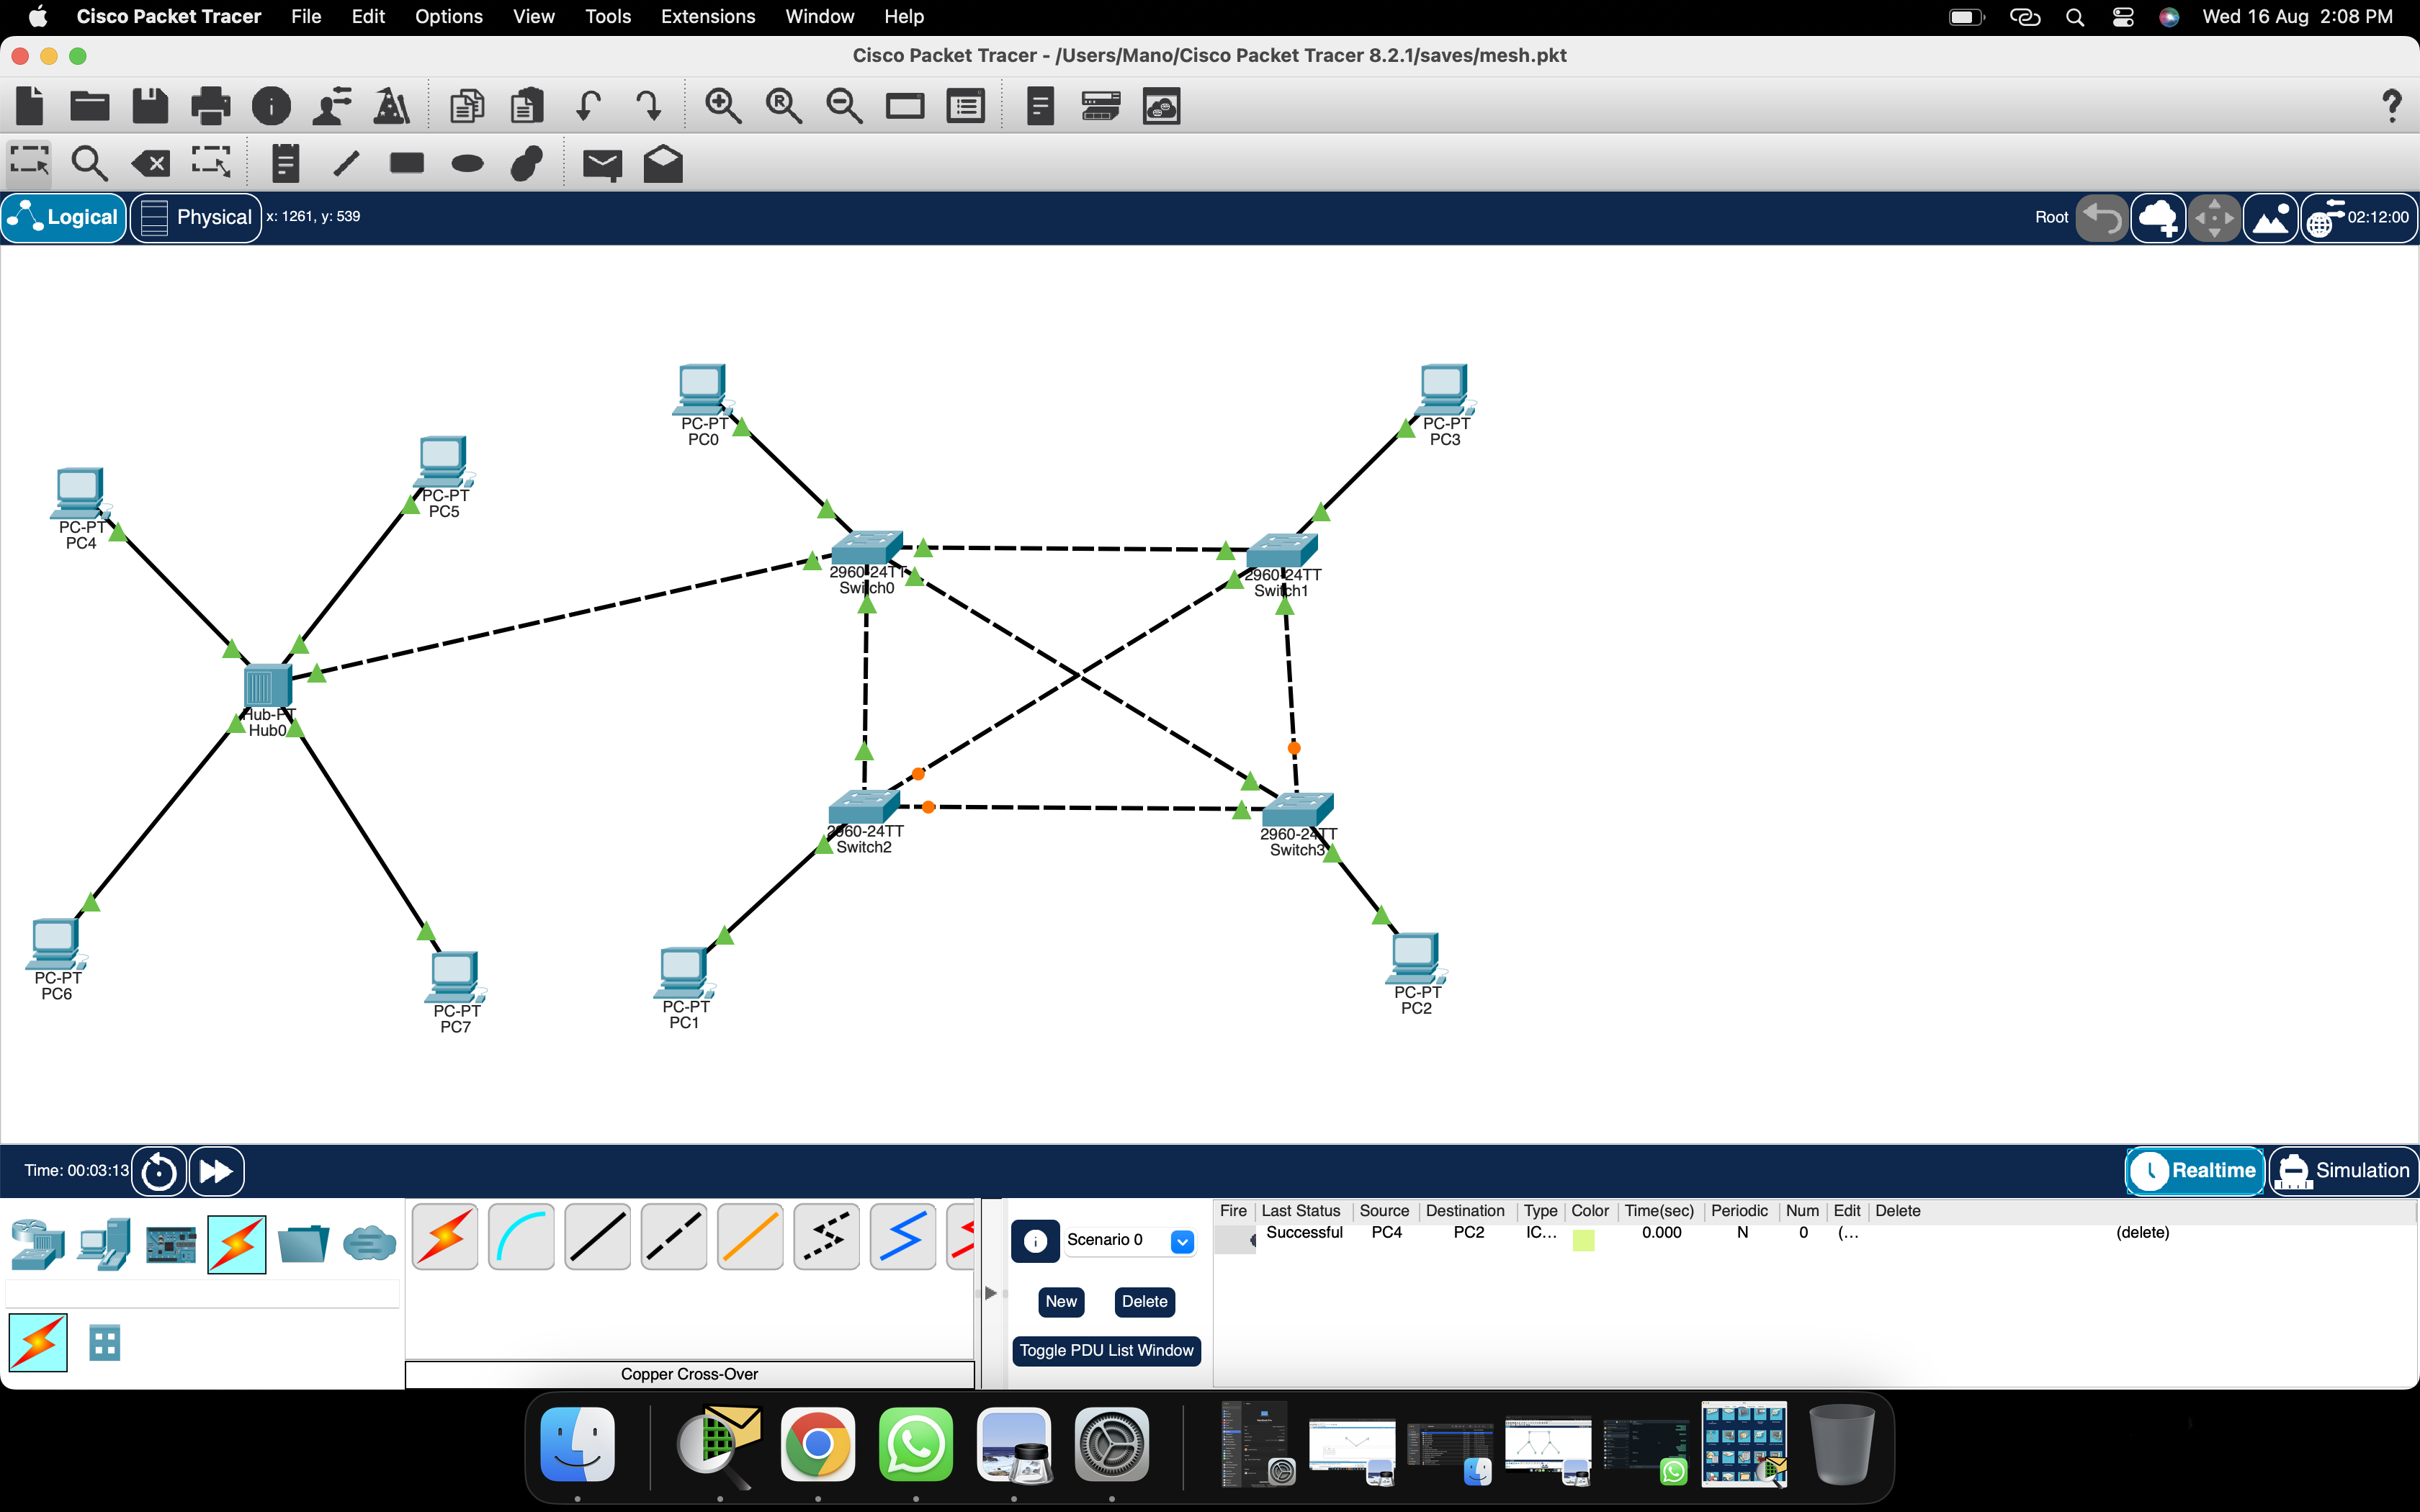 Cisco Packet Tracer File Edit Options View Tools Extensions Window Help Wed 16 Aug 2:08 PM
Cisco Packet Tracer - /Users/Mano/Cisco Packet Tracer 8.2.1/saves/mesh.pkt
Logical Physical x: 1261, y: 539 Root 02:12:00
PC-PT
PC0
PC-PT
PC3
PC-PT
PC5
PC-PT
PC4
2960-24TT
Switch0
2960-24TT
Switch1
Hub-PT
Hub0
2960-24TT
Switch2
2960-24TT
Switch3
PC-PT
PC6
PC-PT
PC7
PC-PT
PC1
PC-PT
PC2
Time: 00:03:13 Realtime Simulation
Fire Last Status Source Destination Type Color Time(sec) Periodic Num Edit Delete
Successful PC4 PC2 IC... 0.000 N 0 (... (delete)
Scenario 0
New Delete
Toggle PDU List Window
Copper Cross-Over